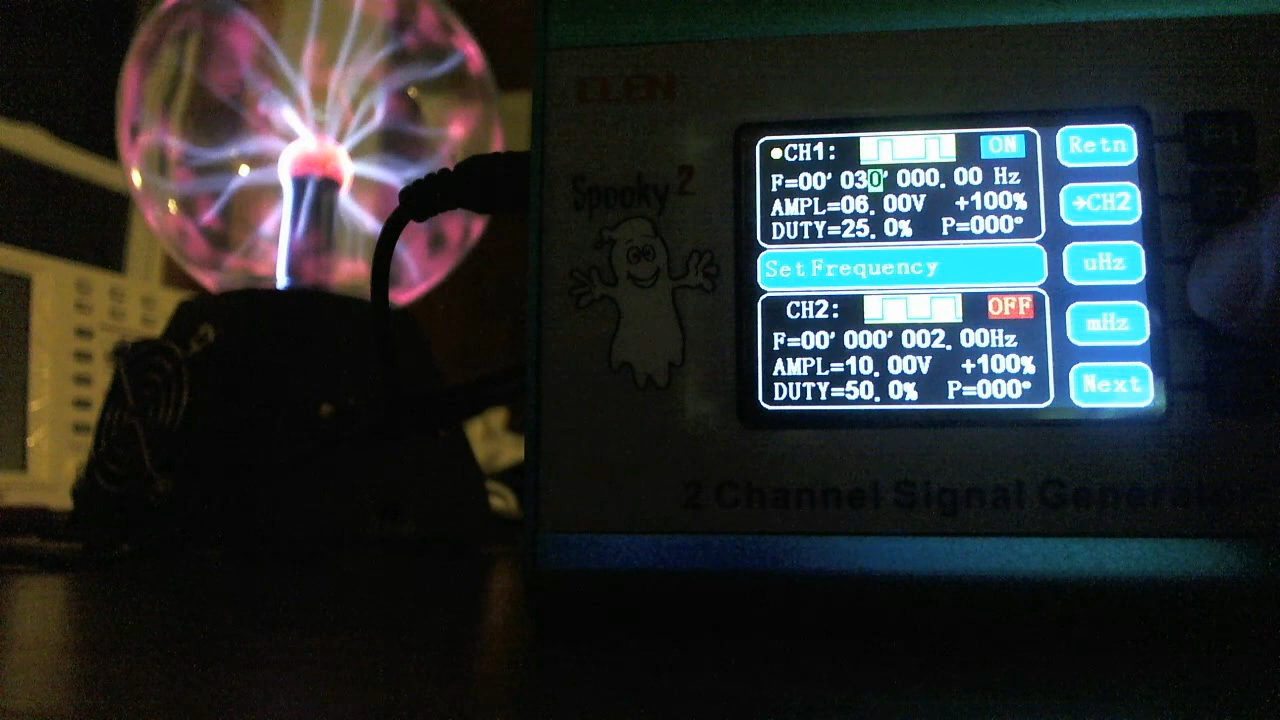 ELEN
Spooky2
CH1: ON
F=00' 030' 000.00 Hz
AMPL=06.00V +100%
DUTY=25.0% P=000°
Set Frequency
CH2: OFF
F=00' 000' 002.00Hz
AMPL=10.00V +100%
DUTY=50.0% P=000°
Retn
→CH2
uHz
mHz
Next
2 Channel Signal Generator